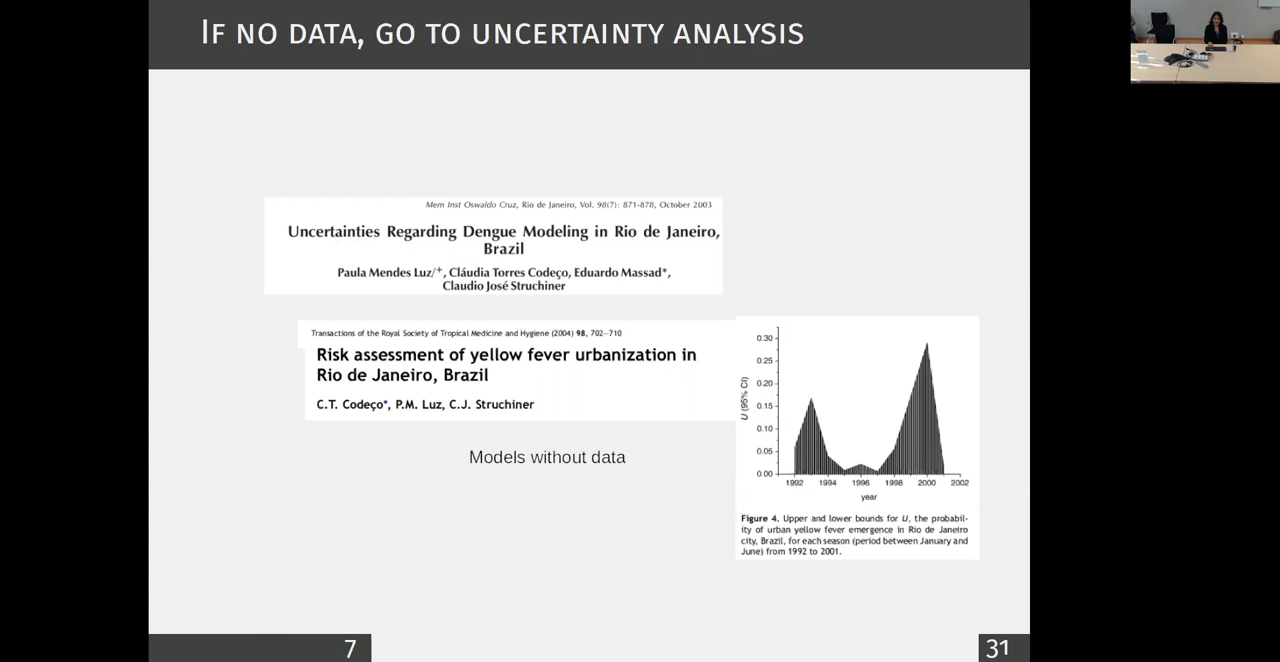 IF NO DATA, GO TO UNCERTAINTY ANALYSIS
Mem Inst Oswaldo Cruz, Rio de Janeiro, Vol. 98(7): 871-878, October 2003
Uncertainties Regarding Dengue Modeling in Rio de Janeiro,
Brazil
Paula Mendes Luz/+, Cláudia Torres Codeço, Eduardo Massad*,
Claudio José Struchiner
Transactions of the Royal Society of Tropical Medicine and Hygiene (2004) 98, 702—710
Risk assessment of yellow fever urbanization in
Rio de Janeiro, Brazil
C.T. Codeço*, P.M. Luz, C.J. Struchiner
Models without data
U (95% CI)
0.30
0.25
0.20
0.15
0.10
0.05
0.00
1992 1994 1996 1998 2000 2002
year
Figure 4. Upper and lower bounds for U, the probabil-
ity of urban yellow fever emergence in Rio de Janeiro
city, Brazil, for each season (period between January and
June) from 1992 to 2001.
7
31